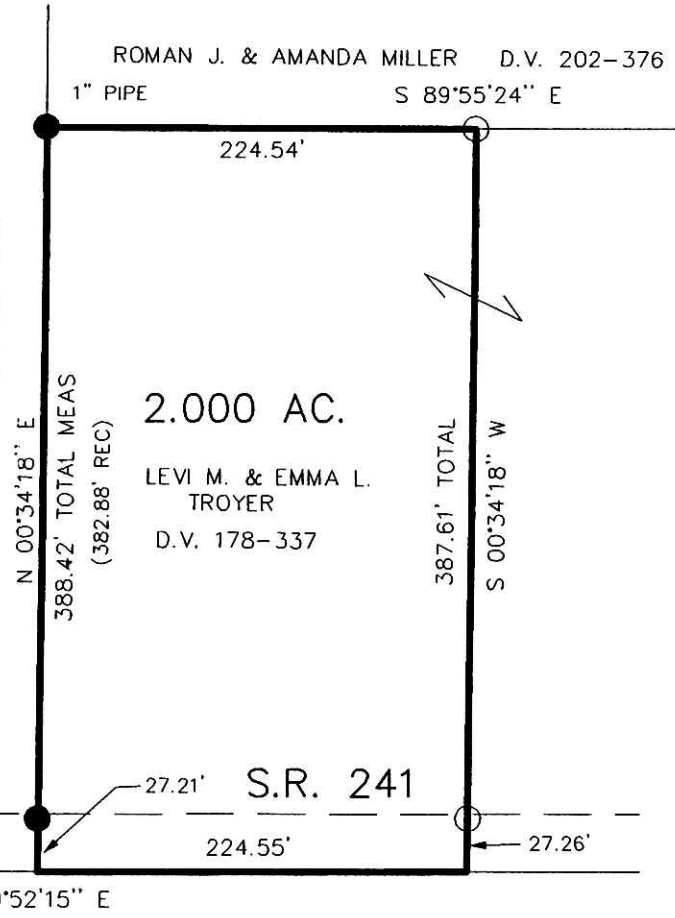 ROMAN J. & AMANDA MILLER D.V. 202-376
1" PIPE
S 89°55'24" E
224.54'
N 00°34'18" E
388.42' TOTAL MEAS
(382.88' REC)
2.000 AC.
LEVI M. & EMMA L.
TROYER
D.V. 178-337
387.61' TOTAL
S 00°34'18" W
27.21'
S.R. 241
224.55'
27.26'
°52'15" E